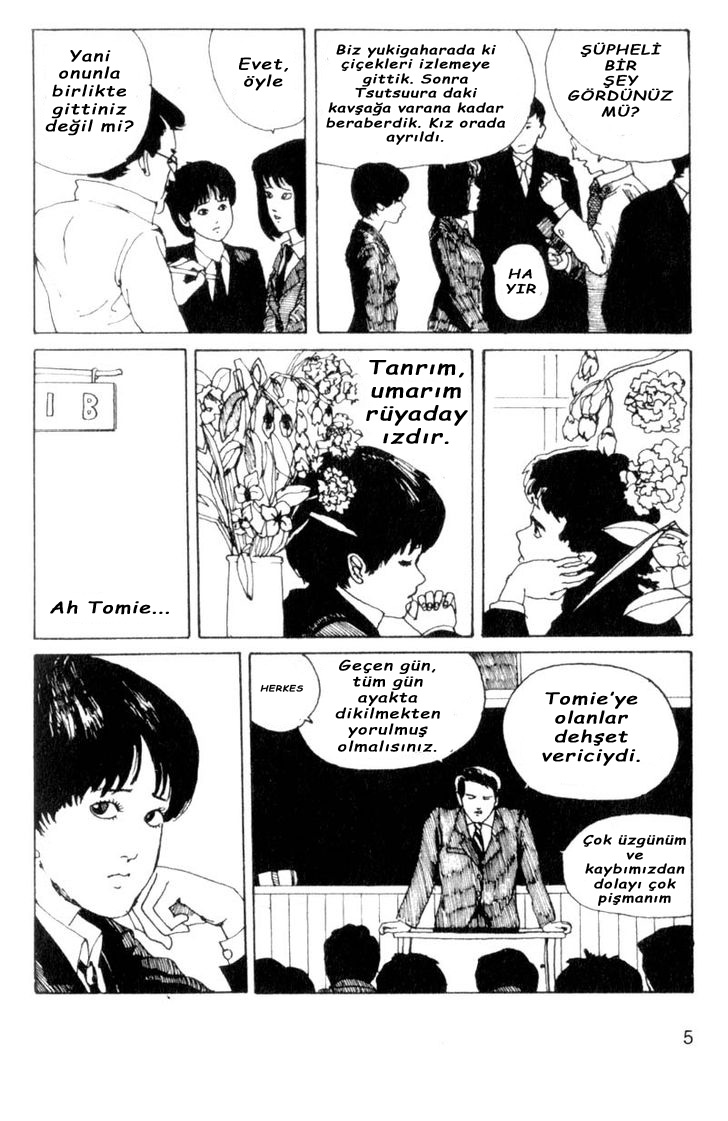 Yani
onunla
birlikte
gittiniz
değil mi?
Evet,
öyle
Biz yukigaharada ki
çiçekleri izlemeye
gittik. Sonra
Tsutsuura daki
kavşağa varana kadar
beraberdik. Kız orada
ayrıldı.
ŞÜPHELİ
BİR
ŞEY
GÖRDÜNÜZ
MÜ?
HA
YIR
I B
Ah Tomie...
Tanrım,
umarım
rüyaday
ızdır.
HERKES
Geçen gün,
tüm gün
ayakta
dikilmekten
yorulmuş
olmalısınız.
Tomie'ye
olanlar
dehşet
vericiydi.
Çok üzgünüm
ve
kaybımızdan
dolayı çok
pişmanım
5